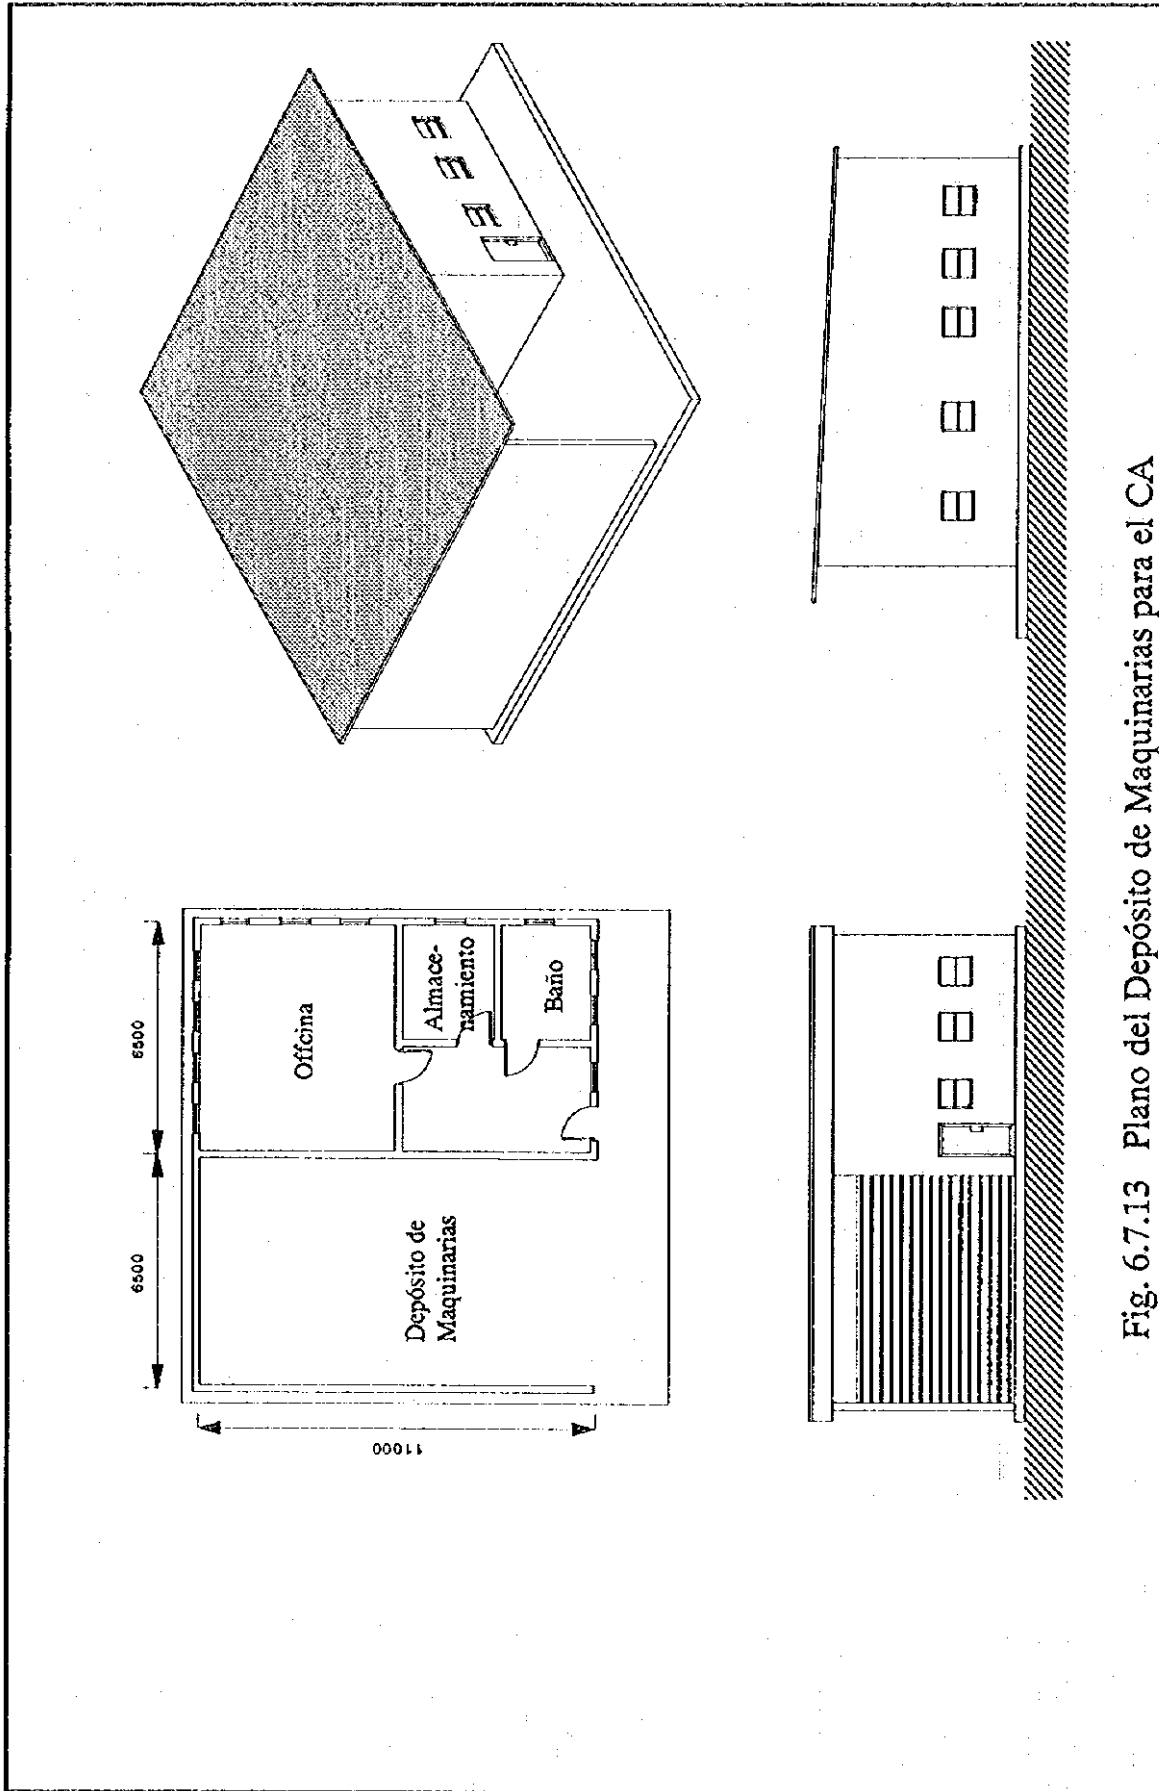 6500
6500
11000
Offcina
Almace-
namiento
Baño
Depósito de
Maquinarias
Fig. 6.7.13 Plano del Depósito de Maquinarias para el CA